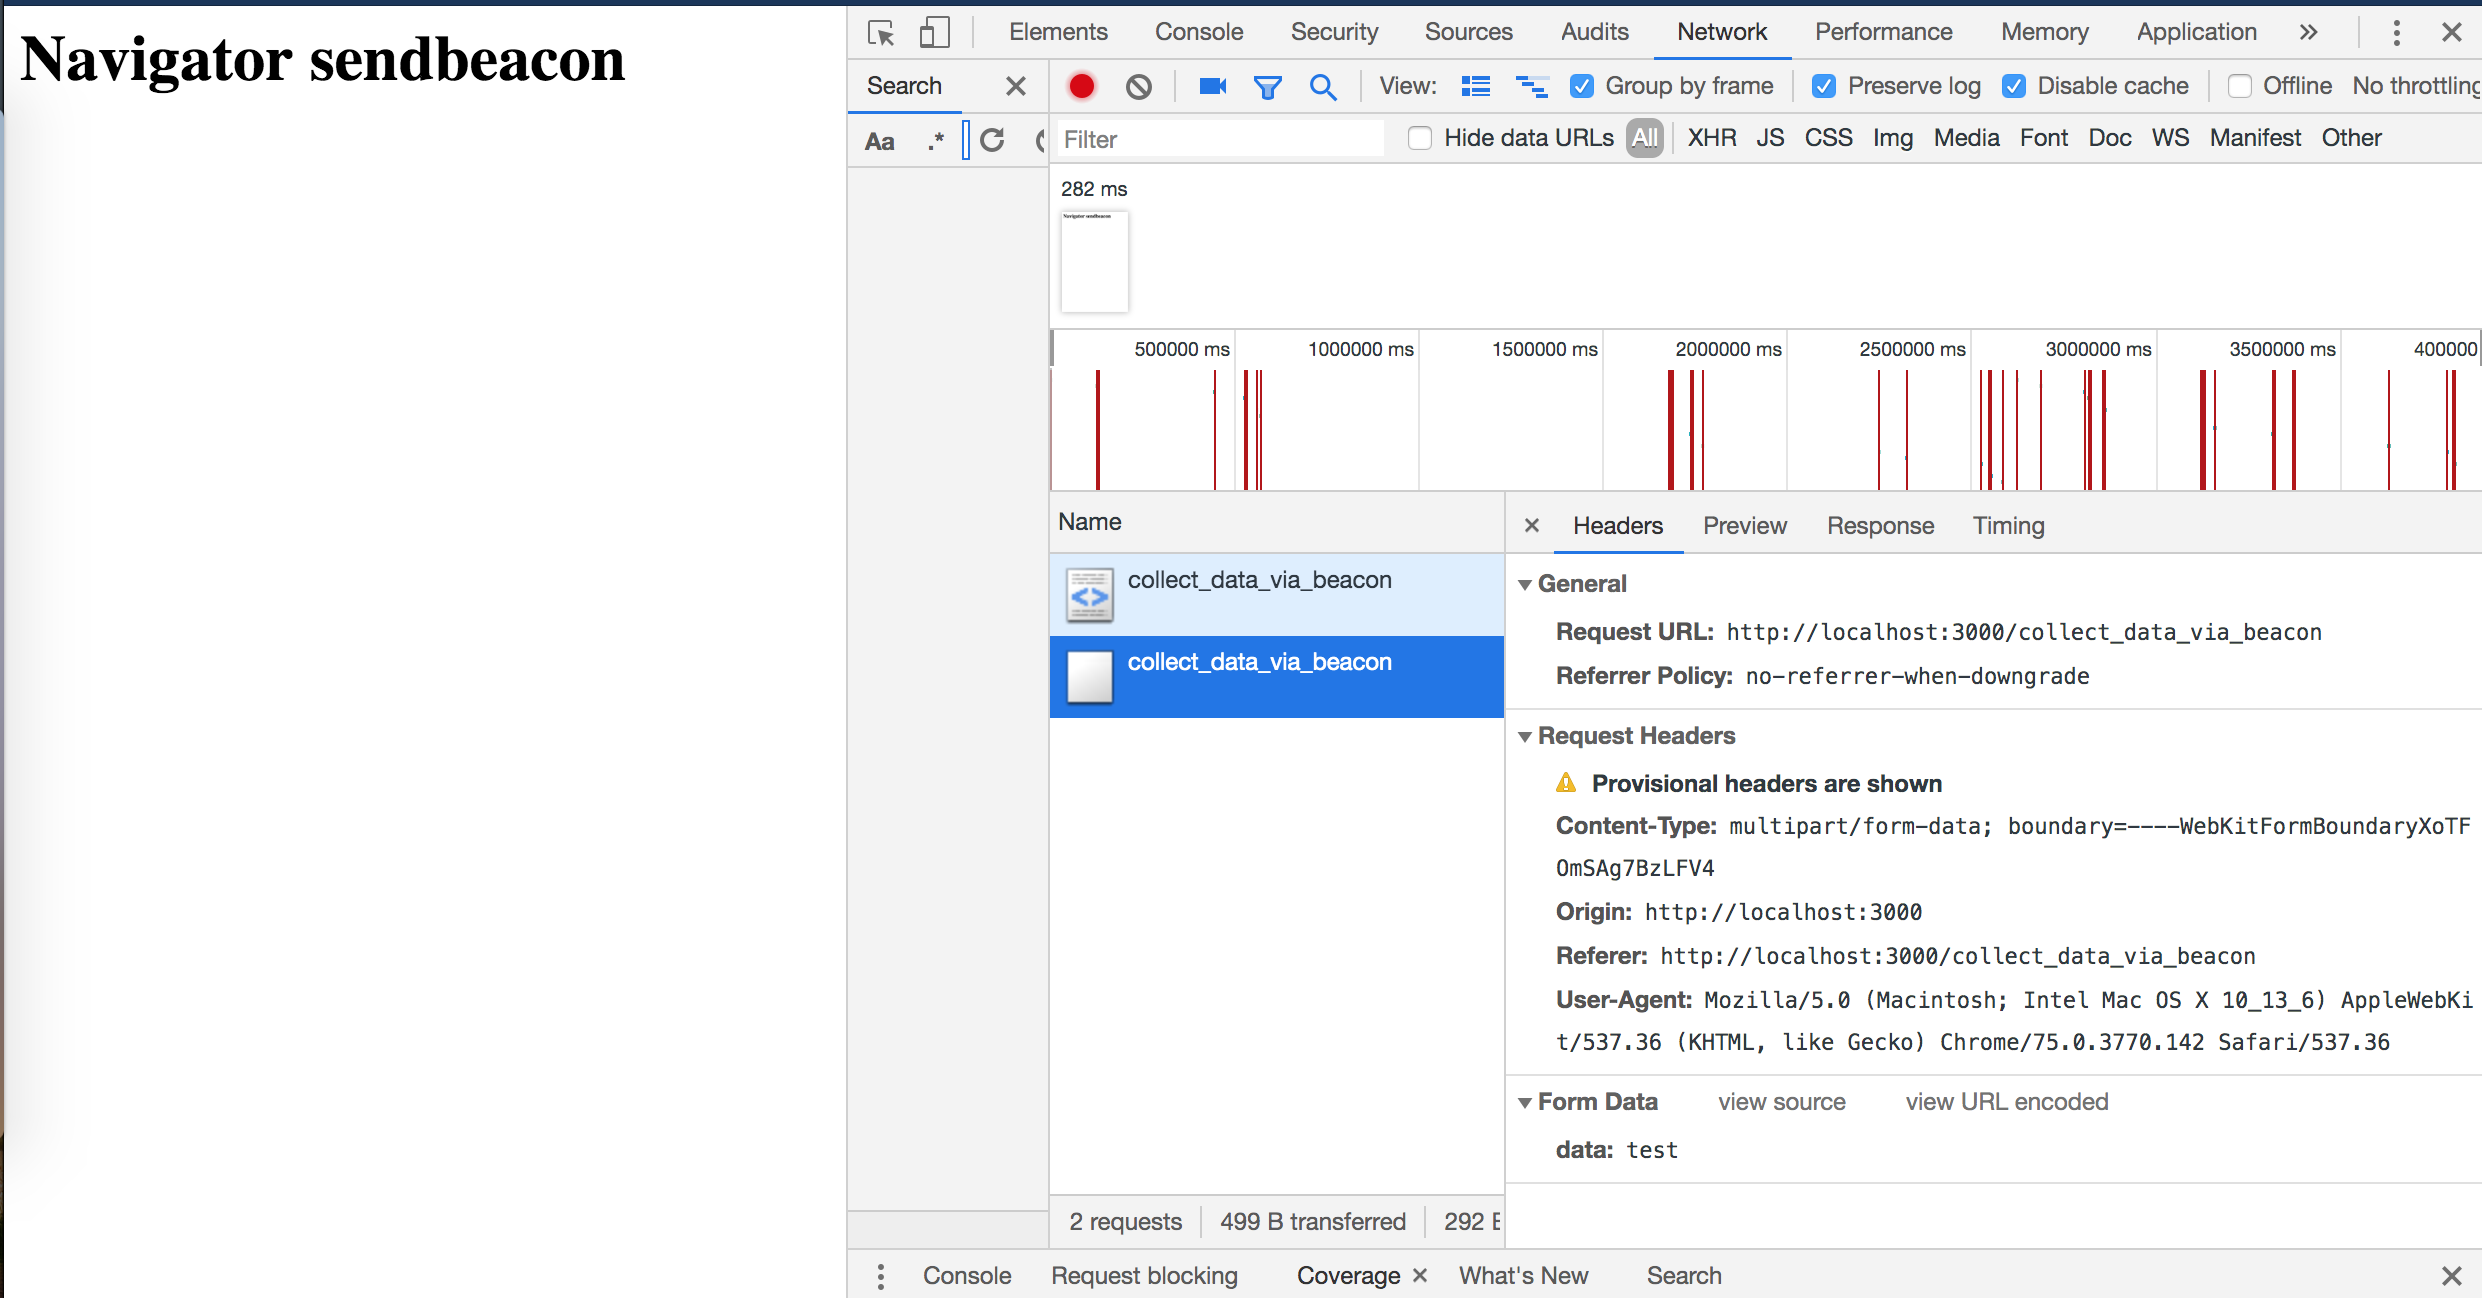 Navigator sendbeacon
Elements Console Security Sources Audits Network Performance Memory Application »
Search
View: Group by frame Preserve log Disable cache Offline No throttling
Aa .*
Filter Hide data URLs All XHR JS CSS Img Media Font Doc WS Manifest Other
282 ms
Navigator sendbeacon
500000 ms 1000000 ms 1500000 ms 2000000 ms 2500000 ms 3000000 ms 3500000 ms 400000
Name
Headers Preview Response Timing
collect_data_via_beacon
collect_data_via_beacon
General
Request URL: http://localhost:3000/collect_data_via_beacon
Referrer Policy: no-referrer-when-downgrade
Request Headers
Provisional headers are shown
Content-Type: multipart/form-data; boundary=----WebKitFormBoundaryXoTF
OmSAg7BzLFV4
Origin: http://localhost:3000
Referer: http://localhost:3000/collect_data_via_beacon
User-Agent: Mozilla/5.0 (Macintosh; Intel Mac OS X 10_13_6) AppleWebKi
t/537.36 (KHTML, like Gecko) Chrome/75.0.3770.142 Safari/537.36
Form Data view source view URL encoded
data: test
2 requests 499 B transferred 292 B
Console Request blocking Coverage What's New Search